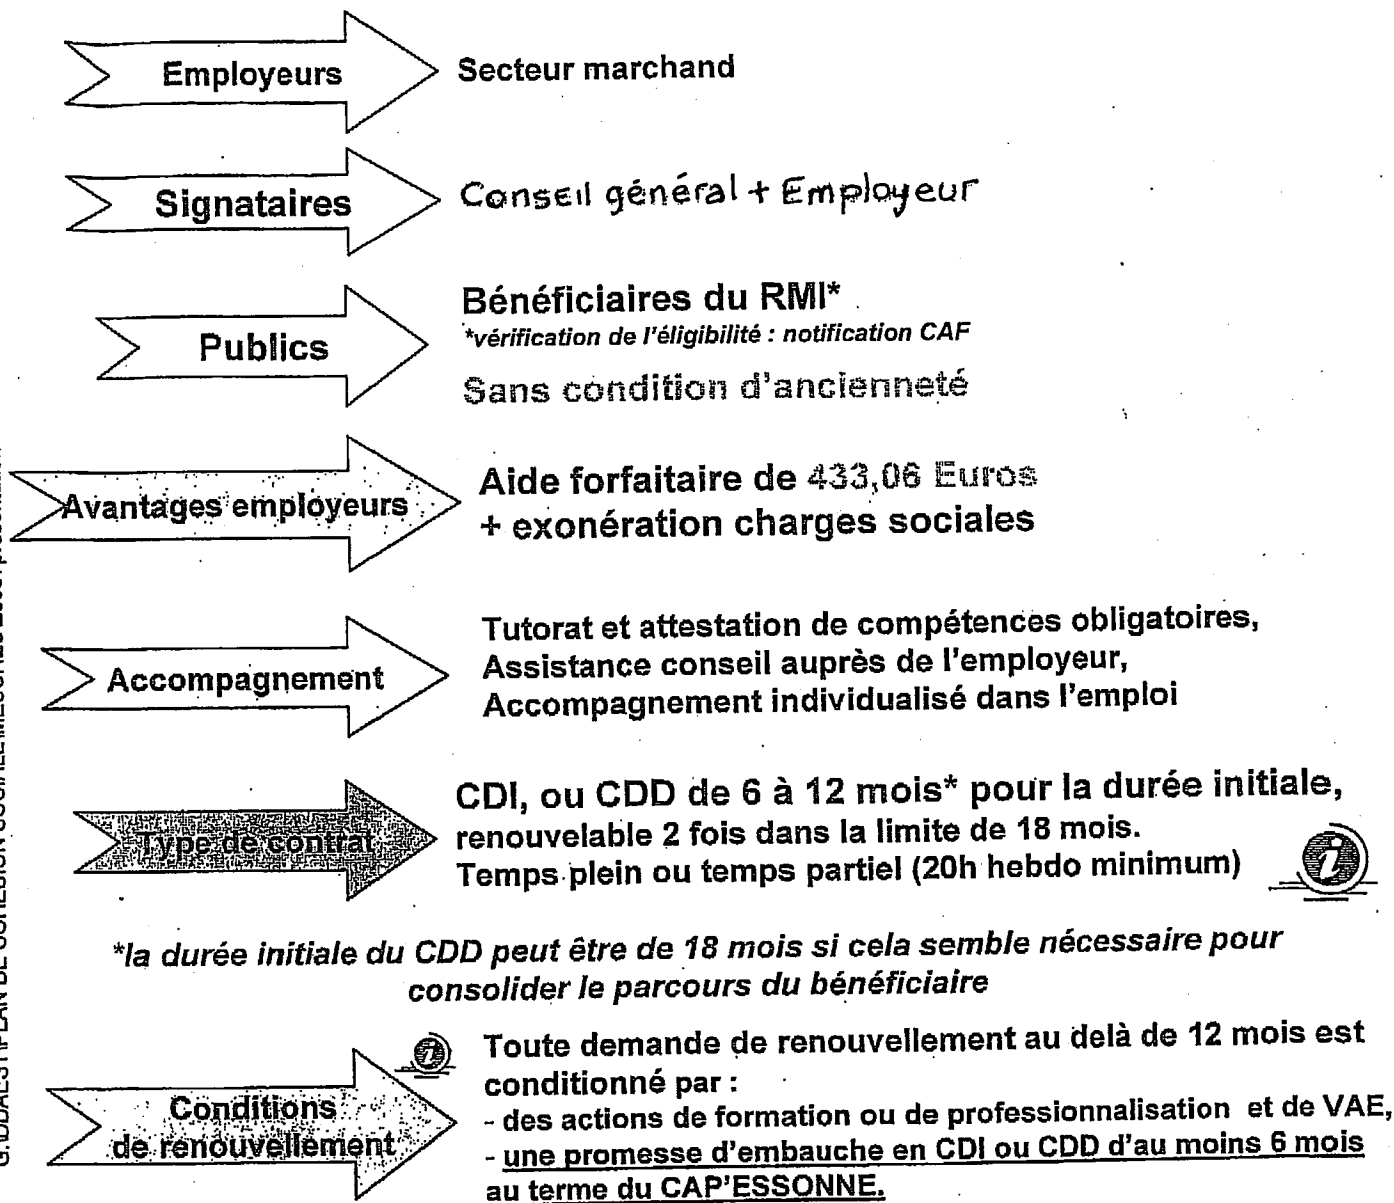 Employeurs
Secteur marchand
Signataires
Conseil général + Employeur
Publics
Bénéficiaires du RMI*
*vérification de l'éligibilité : notification CAF
Sans condition d'ancienneté
Avantages employeurs
Aide forfaitaire de 433,06 Euros
+ exonération charges sociales
Accompagnement
Tutorat et attestation de compétences obligatoires,
Assistance conseil auprès de l'employeur,
Accompagnement individualisé dans l'emploi
Type de contrat
CDI, ou CDD de 6 à 12 mois* pour la durée initiale,
renouvelable 2 fois dans la limite de 18 mois.
Temps plein ou temps partiel (20h hebdo minimum)
i
*la durée initiale du CDD peut être de 18 mois si cela semble nécessaire pour
consolider le parcours du bénéficiaire
i
Conditions
de renouvellement
Toute demande de renouvellement au delà de 12 mois est
conditionné par :
- des actions de formation ou de professionnalisation et de VAE,
- une promesse d'embauche en CDI ou CDD d'au moins 6 mois
au terme du CAP'ESSONNE.